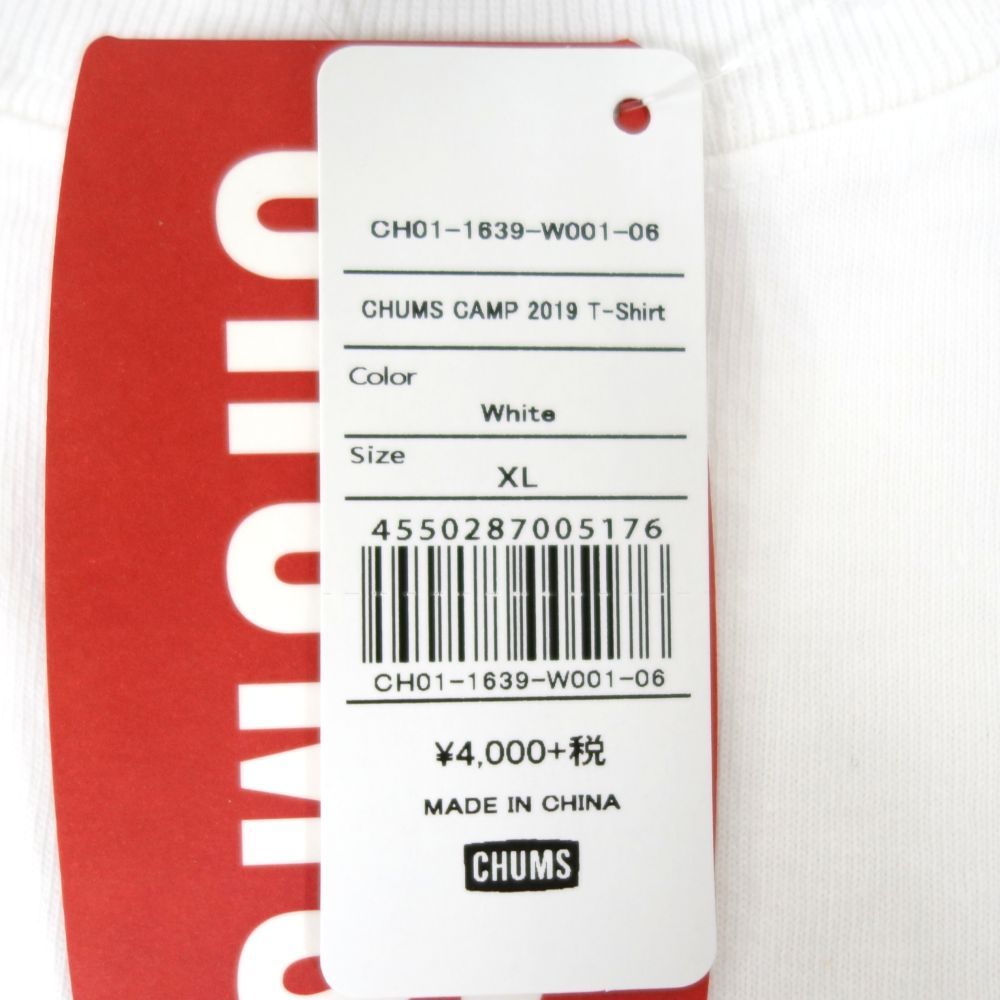 CH01-1639-W001-06
CHUMS CAMP 2019 T-Shirt
Color
White
Size
XL
4550287005176
CH01-1639-W001-06
¥4,000+税
MADE IN CHINA
CHUMS